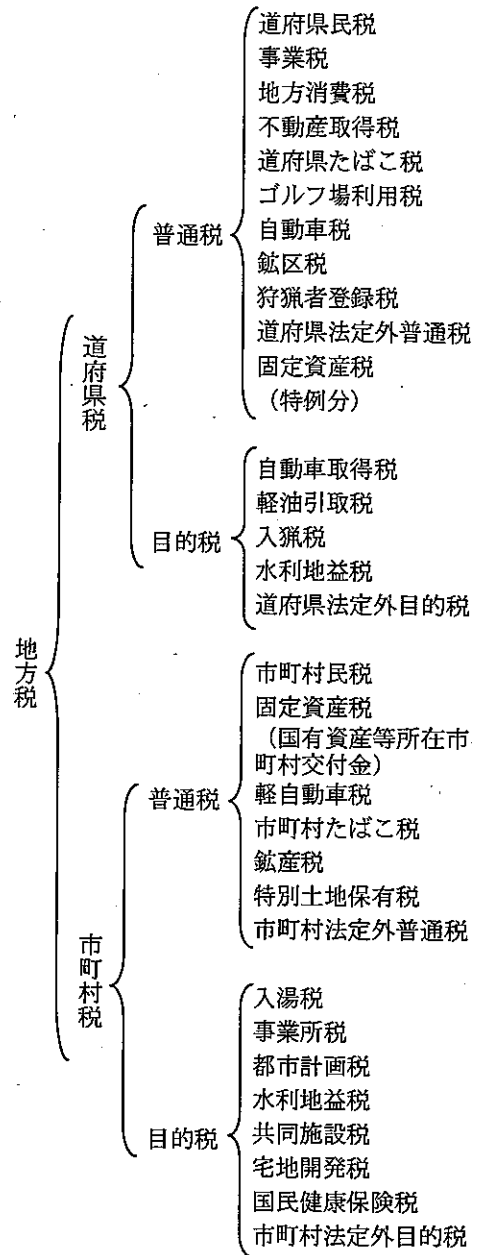 地方税
道府県税
普通税
道府県民税
事業税
地方消費税
不動産取得税
道府県たばこ税
ゴルフ場利用税
自動車税
鉱区税
狩猟者登録税
道府県法定外普通税
固定資産税
(特例分)
目的税
自動車取得税
軽油引取税
入猟税
水利地益税
道府県法定外目的税
市町村税
普通税
市町村民税
固定資産税
(国有資産等所在市
町村交付金)
軽自動車税
市町村たばこ税
鉱産税
特別土地保有税
市町村法定外普通税
目的税
入湯税
事業所税
都市計画税
水利地益税
共同施設税
宅地開発税
国民健康保険税
市町村法定外目的税